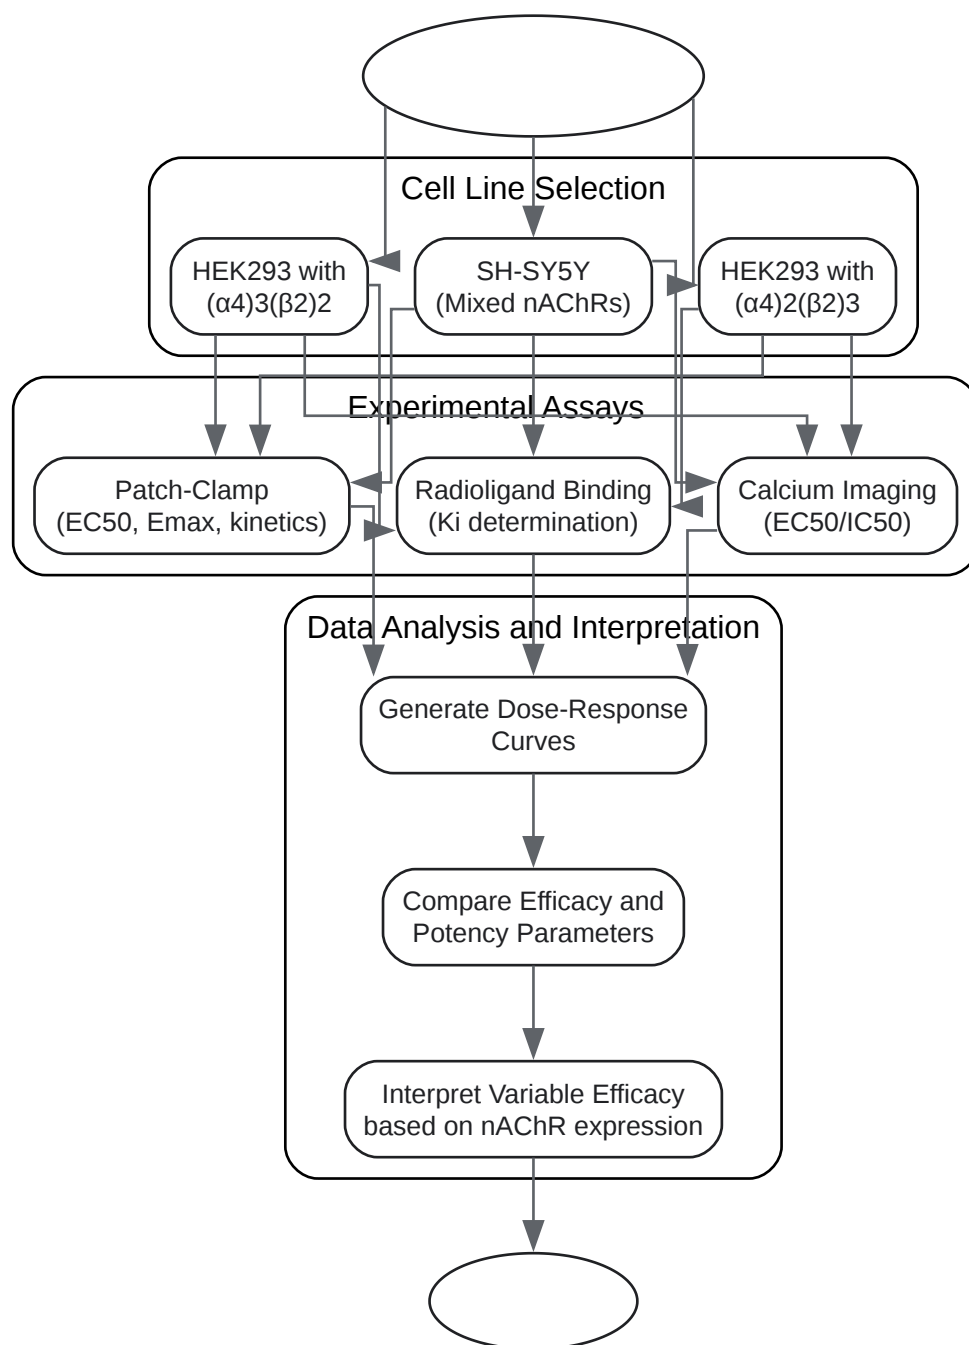 Cell Line Selection
HEK293 with
(α4)3(β2)2
SH-SY5Y
(Mixed nAChRs)
HEK293 with
(α4)2(β2)3
Experimental Assays
Patch-Clamp
(EC50, Emax, kinetics)
Radioligand Binding
(Ki determination)
Calcium Imaging
(EC50/IC50)
Data Analysis and Interpretation
Generate Dose-Response
Curves
Compare Efficacy and
Potency Parameters
Interpret Variable Efficacy
based on nAChR expression